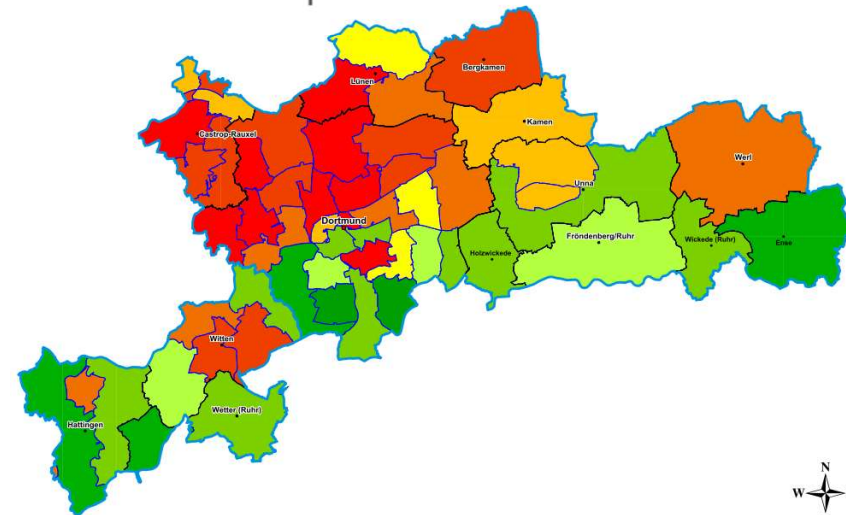 Bergkamen
Lünen
Kamen
Castrop-Rauxel
Werl
Unna
Dortmund
Fröndenberg/Ruhr
Wickede (Ruhr)
Ense
Holzwickede
Witten
Wetter (Ruhr)
Hattingen
N
W